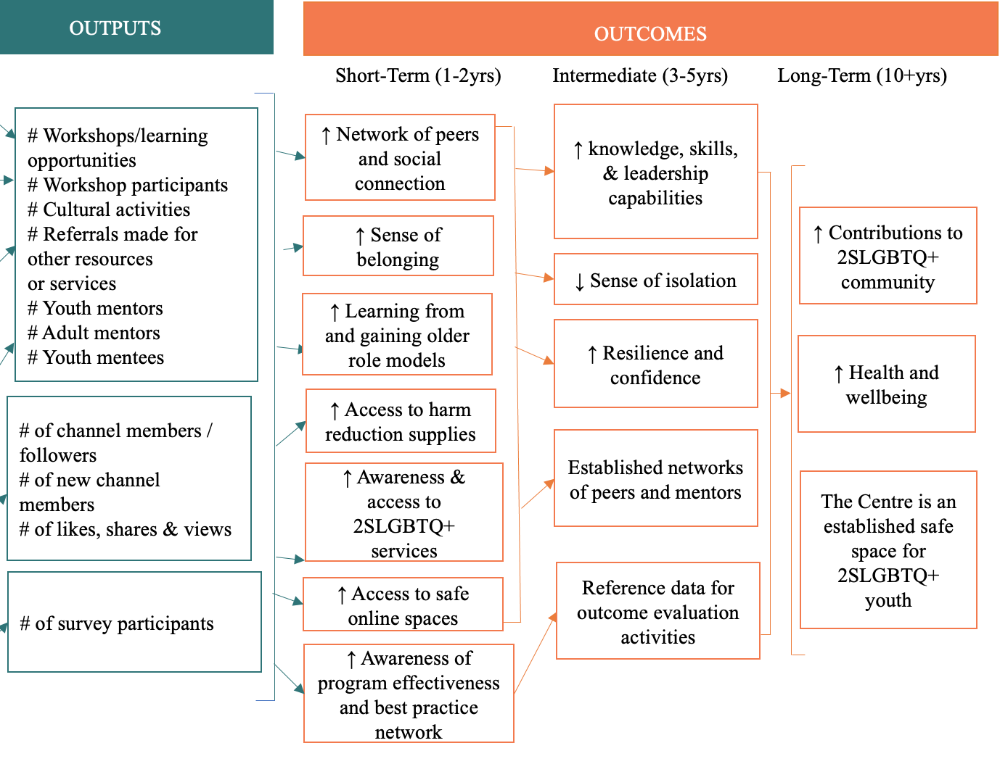 OUTPUTS
OUTCOMES
Short-Term (1-2yrs)
Intermediate (3-5yrs)
Long-Term (10+yrs)
# Workshops/learning
opportunities
# Workshop participants
# Cultural activities
# Referrals made for
other resources
or services
# Youth mentors
# Adult mentors
# Youth mentees
# of channel members /
followers
# of new channel
members
# of likes, shares & views
# of survey participants
↑ Network of peers
and social
connection
↑ Sense of
belonging
↑ Learning from
and gaining older
role models
↑ Access to harm
reduction supplies
↑ Awareness &
access to
2SLGBTQ+
services
↑ Access to safe
online spaces
↑ Awareness of
program effectiveness
and best practice
network
↑ knowledge, skills,
& leadership
capabilities
↓ Sense of isolation
↑ Resilience and
confidence
Established networks
of peers and mentors
Reference data for
outcome evaluation
activities
↑ Contributions to
2SLGBTQ+
community
↑ Health and
wellbeing
The Centre is an
established safe
space for
2SLGBTQ+
youth